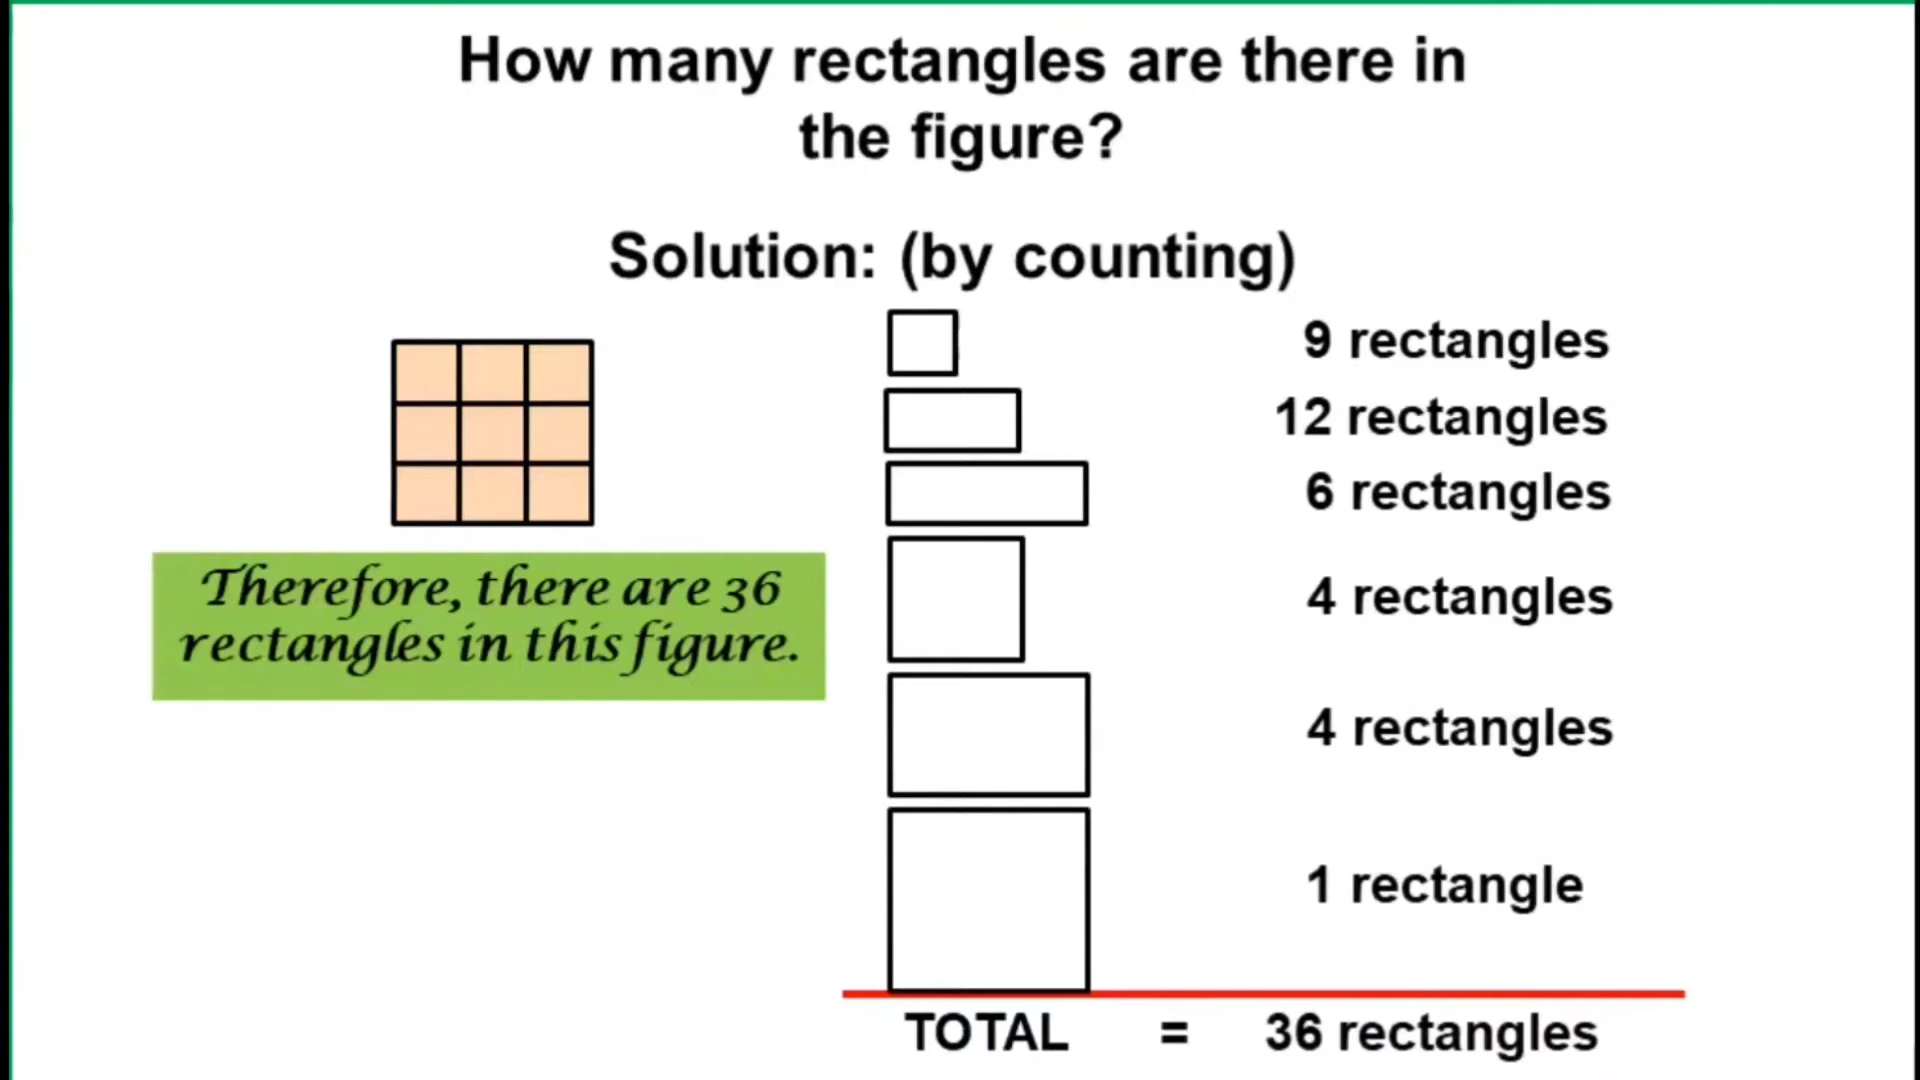 How many rectangles are there in
the figure?
Solution: (by counting)
9 rectangles
12 rectangles
6 rectangles
Therefore, there are 36
rectangles in this figure.
4 rectangles
4 rectangles
1 rectangle
TOTAL = 36 rectangles